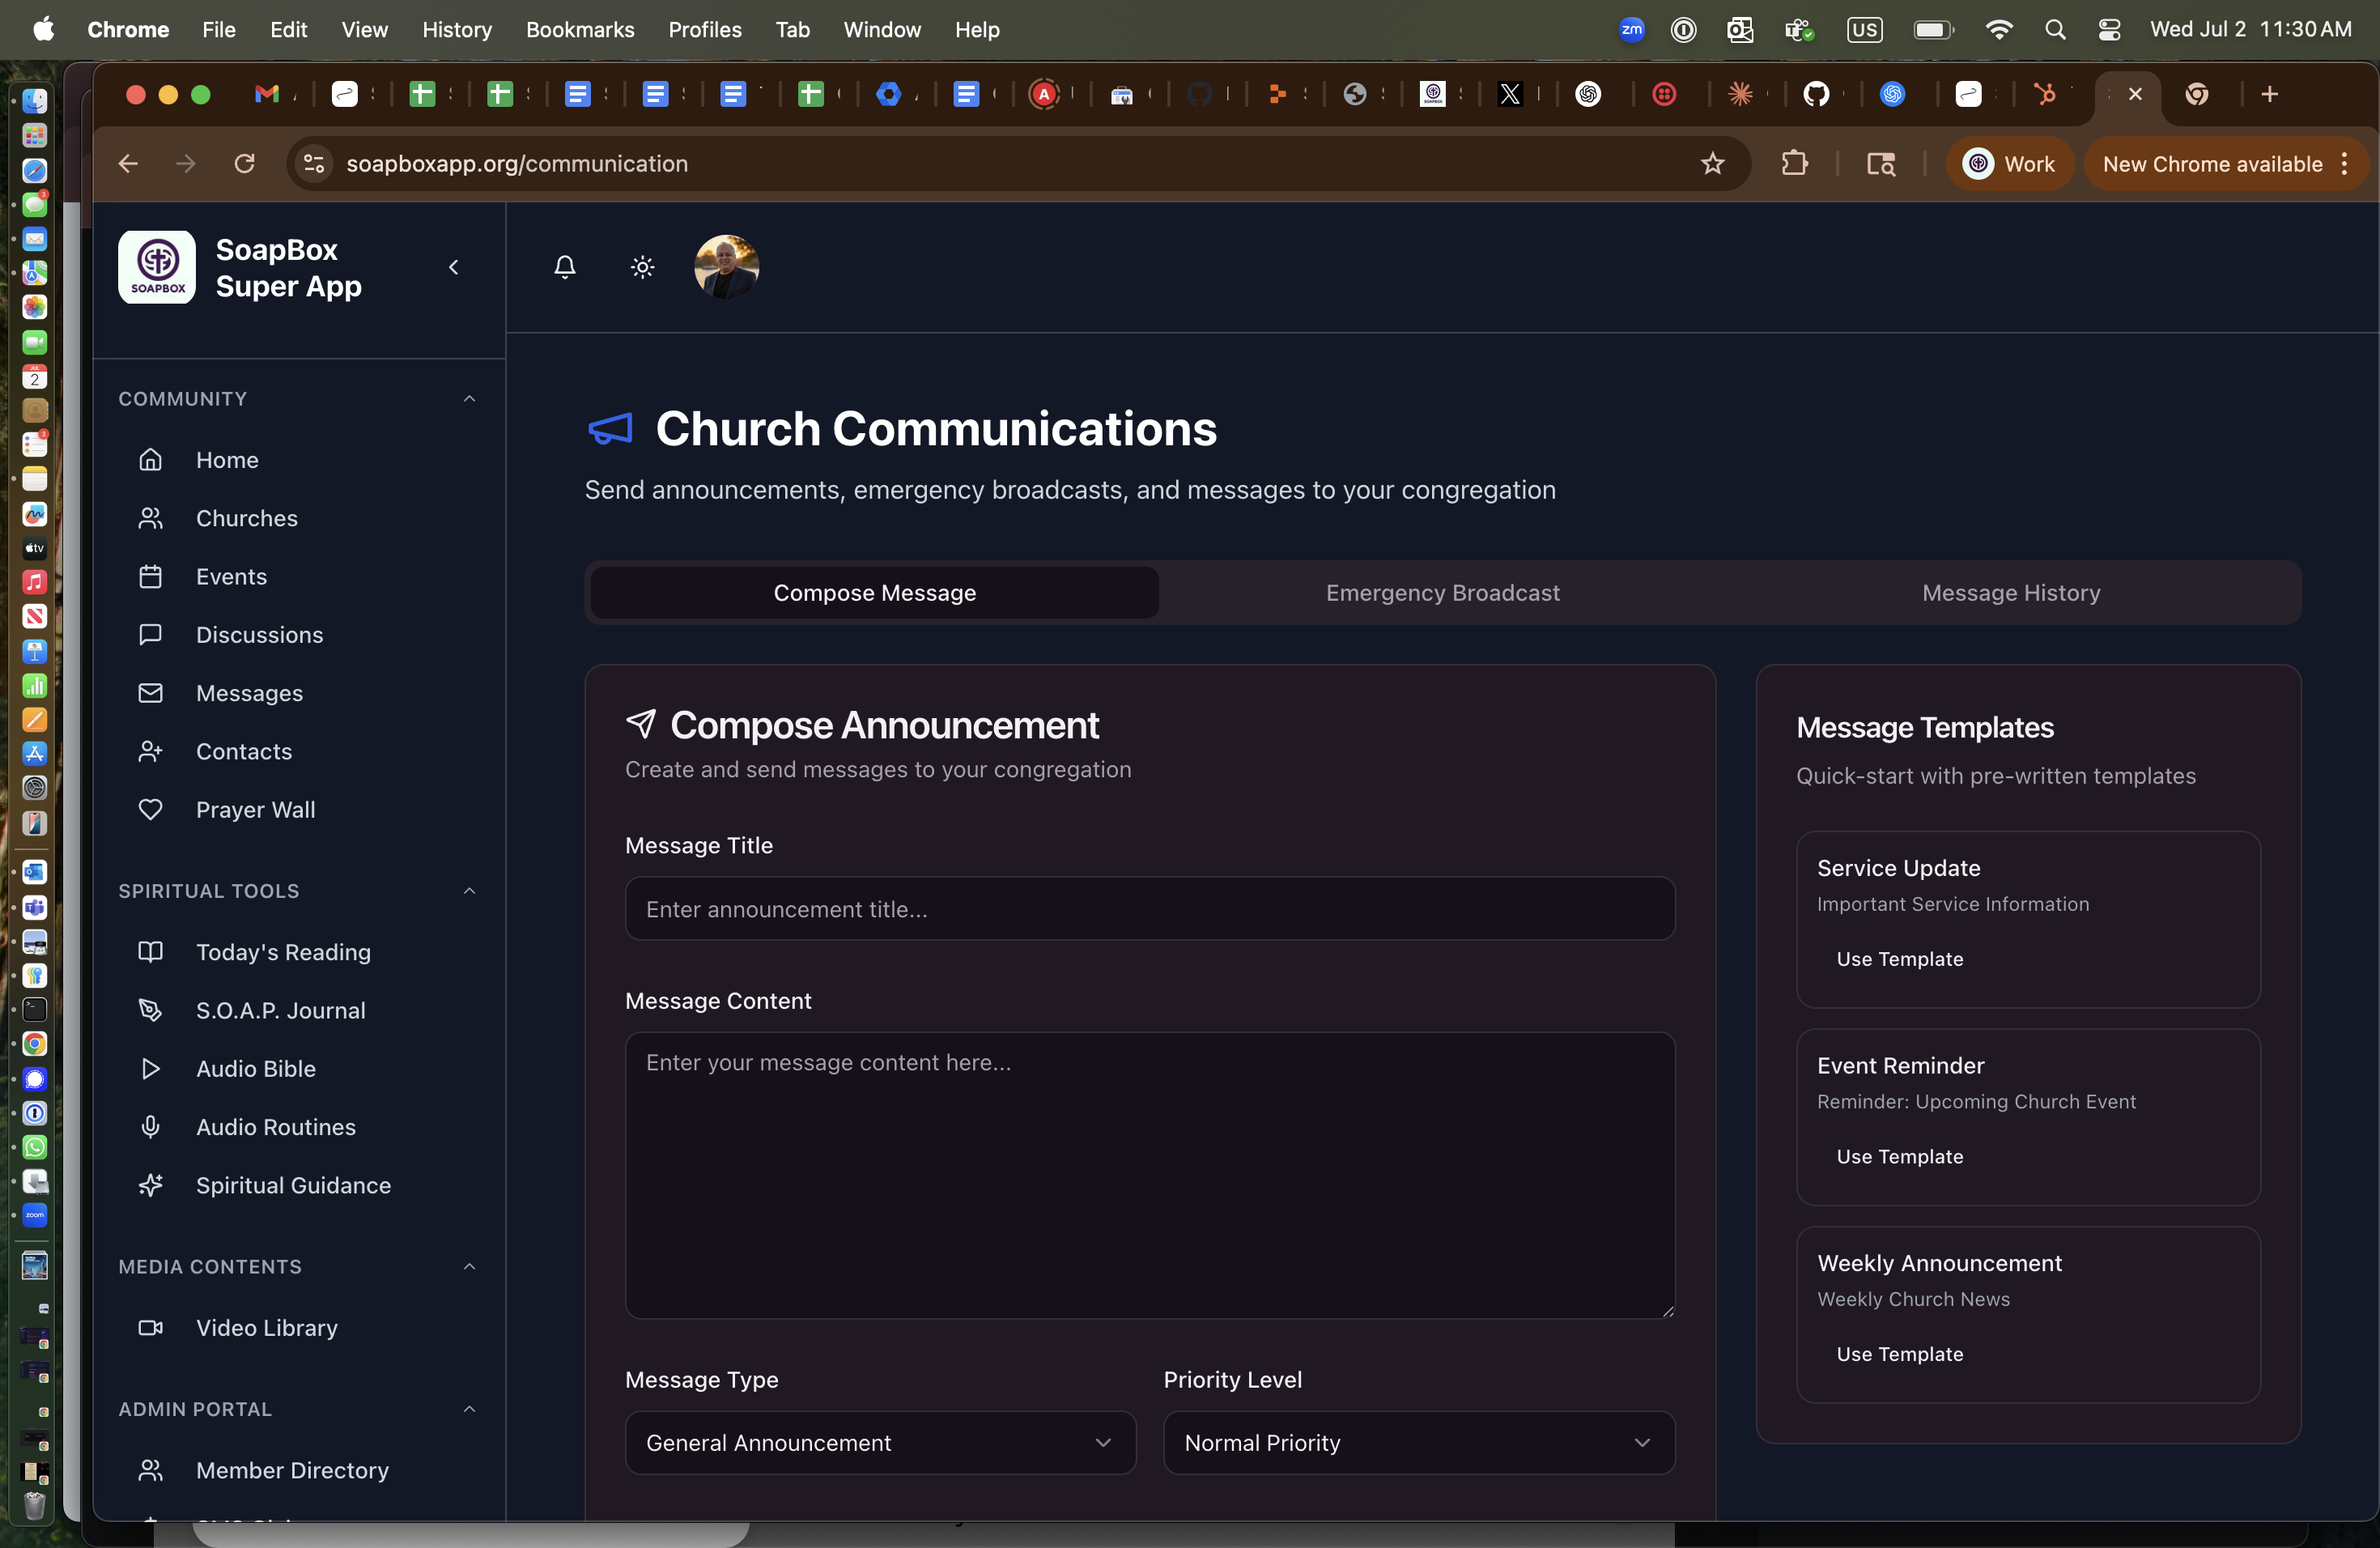 Chrome File Edit View History Bookmarks Profiles Tab Window Help
zm US Wed Jul 2 11:30 AM
soapboxapp.org/communication
Work
New Chrome available
SOAPBOX
SoapBox
Super App
COMMUNITY
Home
Churches
Events
Discussions
Messages
Contacts
Prayer Wall
SPIRITUAL TOOLS
Today's Reading
S.O.A.P. Journal
Audio Bible
Audio Routines
Spiritual Guidance
MEDIA CONTENTS
Video Library
ADMIN PORTAL
Member Directory
Church Communications
Send announcements, emergency broadcasts, and messages to your congregation
Compose Message
Emergency Broadcast
Message History
Compose Announcement
Create and send messages to your congregation
Message Title
Enter announcement title...
Message Content
Enter your message content here...
Message Type
General Announcement
Priority Level
Normal Priority
Message Templates
Quick-start with pre-written templates
Service Update
Important Service Information
Use Template
Event Reminder
Reminder: Upcoming Church Event
Use Template
Weekly Announcement
Weekly Church News
Use Template